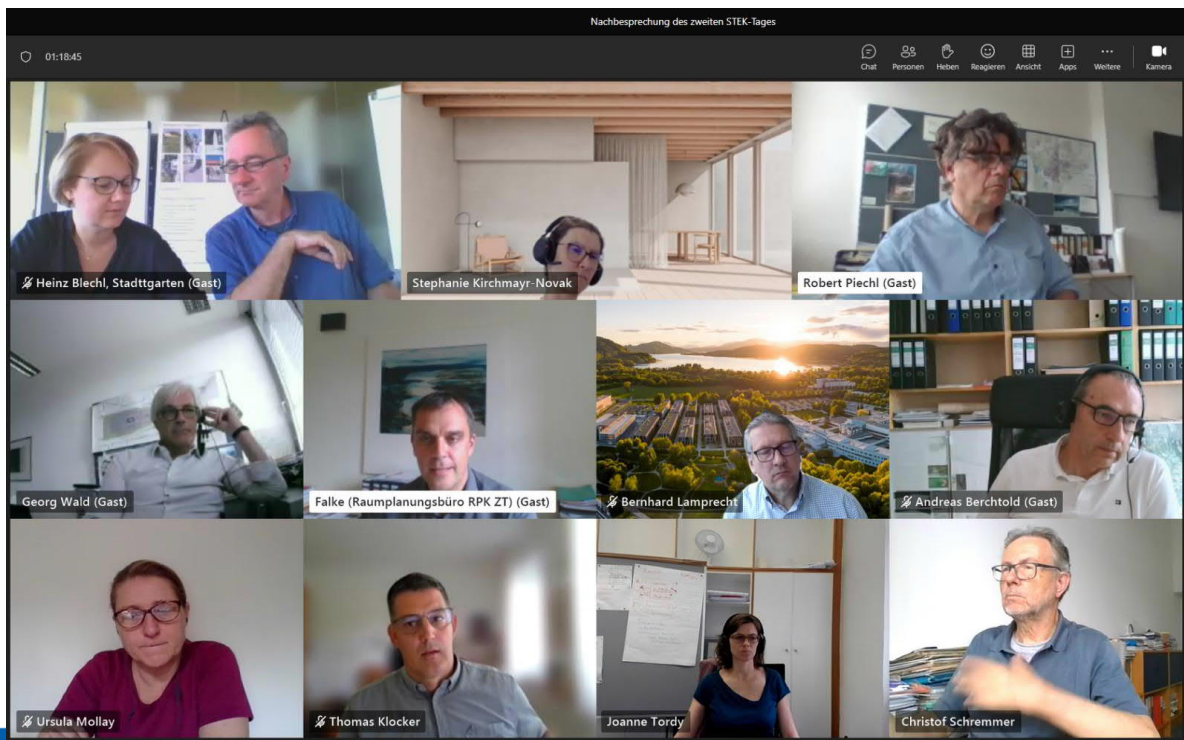 Nachbesprechung des zweiten STEK-Tages
01:18:45
Chat
Personen
Heben
Reagieren
Ansicht
Apps
Weitere
Kamera
Heinz Blechl, Stadttgarten (Gast)
Stephanie Kirchmayr-Novak
Robert Piechl (Gast)
Georg Wald (Gast)
Falke (Raumplanungsbüro RPK ZT) (Gast)
Bernhard Lamprecht
Andreas Berchtold (Gast)
Ursula Mollay
Thomas Klocker
Joanne Tordy
Christof Schremmer